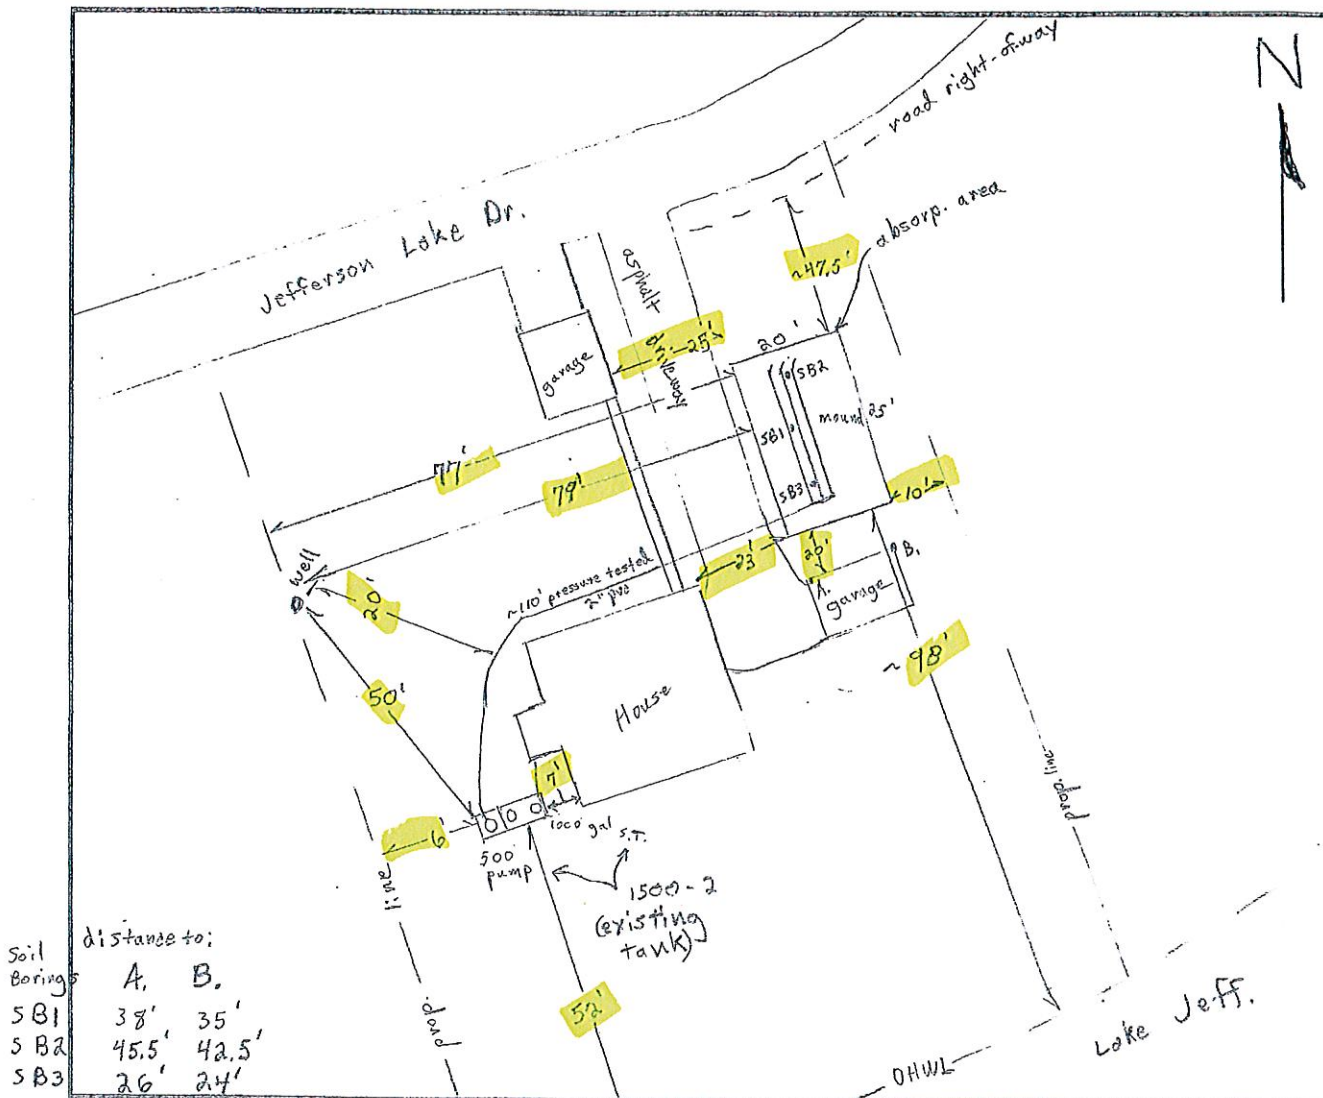 N
road right-of-way
Jefferson Lake Dr.
absorp. area
asphalt
driveway
~47.5'
25'
20'
garage
SB2
mound 25'
SB1
SB3
77'
79'
10'
well
20'
~110' pressure tested
2" pvc
23'
20'
B.
A.
garage
~98'
50'
House
7'
6'
1000 gal S.T.
500
pump
1500-2
(existing
tank)
prop. line
prop. line
52'
Lake Jeff.
OHWL
Soil
Borings
distance to:
A. B.
SB1 38' 35'
SB2 45.5' 42.5'
SB3 26' 24'